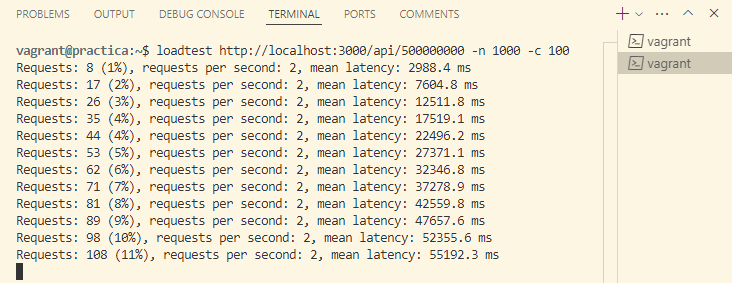 PROBLEMS OUTPUT DEBUG CONSOLE TERMINAL PORTS COMMENTS
vagrant@practica:~$ loadtest http://localhost:3000/api/500000000 -n 1000 -c 100
Requests: 8 (1%), requests per second: 2, mean latency: 2988.4 ms
Requests: 17 (2%), requests per second: 2, mean latency: 7604.8 ms
Requests: 26 (3%), requests per second: 2, mean latency: 12511.8 ms
Requests: 35 (4%), requests per second: 2, mean latency: 17519.1 ms
Requests: 44 (4%), requests per second: 2, mean latency: 22496.2 ms
Requests: 53 (5%), requests per second: 2, mean latency: 27371.1 ms
Requests: 62 (6%), requests per second: 2, mean latency: 32346.8 ms
Requests: 71 (7%), requests per second: 2, mean latency: 37278.9 ms
Requests: 81 (8%), requests per second: 2, mean latency: 42559.8 ms
Requests: 89 (9%), requests per second: 2, mean latency: 47657.6 ms
Requests: 98 (10%), requests per second: 2, mean latency: 52355.6 ms
Requests: 108 (11%), requests per second: 2, mean latency: 55192.3 ms
vagrant
vagrant